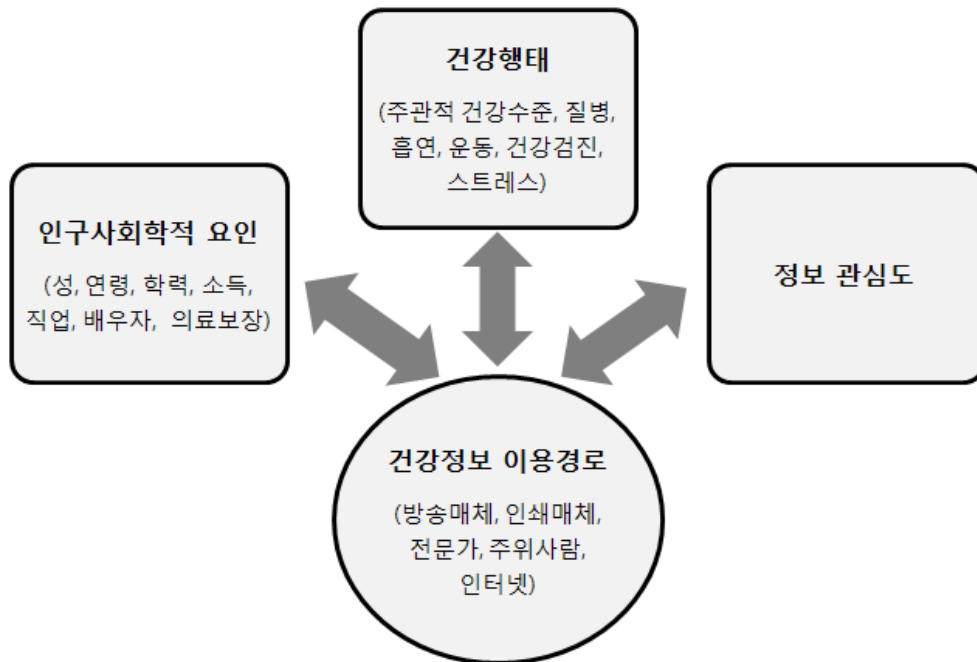 건강행태
(주관적 건강수준, 질병,
흡연, 운동, 건강검진,
스트레스)
인구사회학적 요인
(성, 연령, 학력, 소득,
직업, 배우자, 의료보장)
정보 관심도
건강정보 이용경로
(방송매체, 인쇄매체,
전문가, 주위사람,
인터넷)